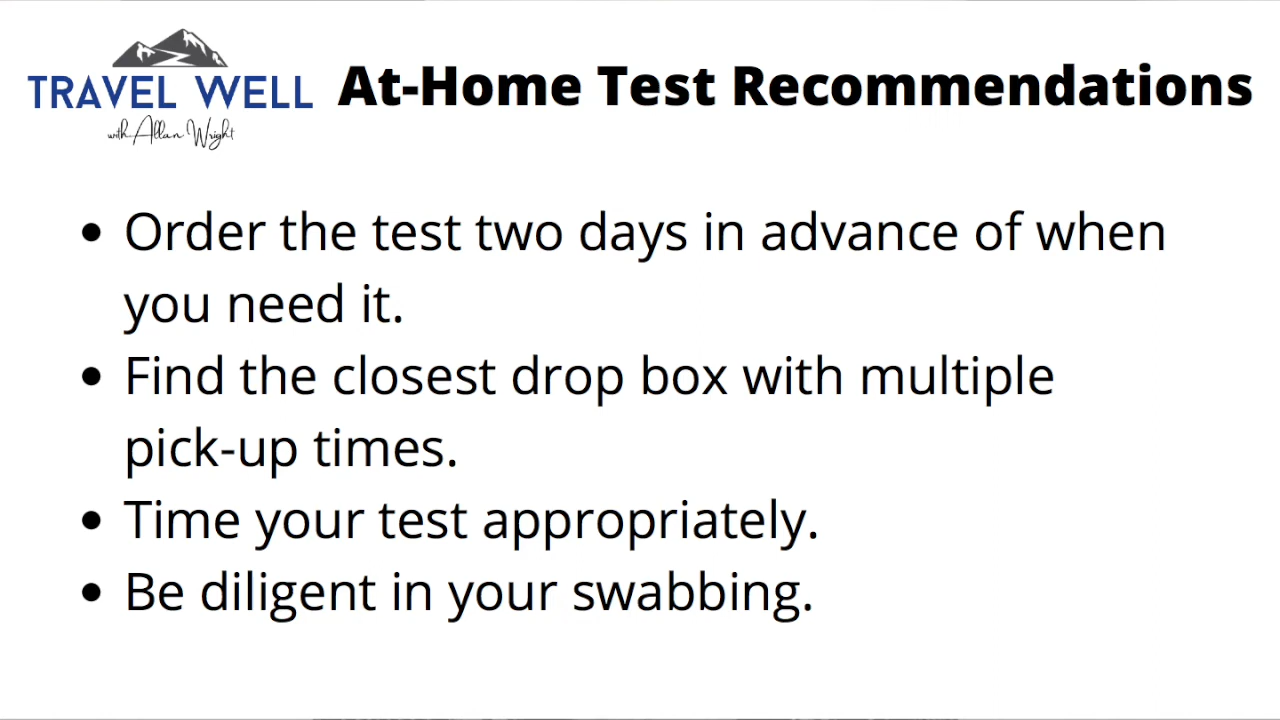 TRAVEL WELL
with Allan Wright
At-Home Test Recommendations
• Order the test two days in advance of when
you need it.
• Find the closest drop box with multiple
pick-up times.
• Time your test appropriately.
• Be diligent in your swabbing.